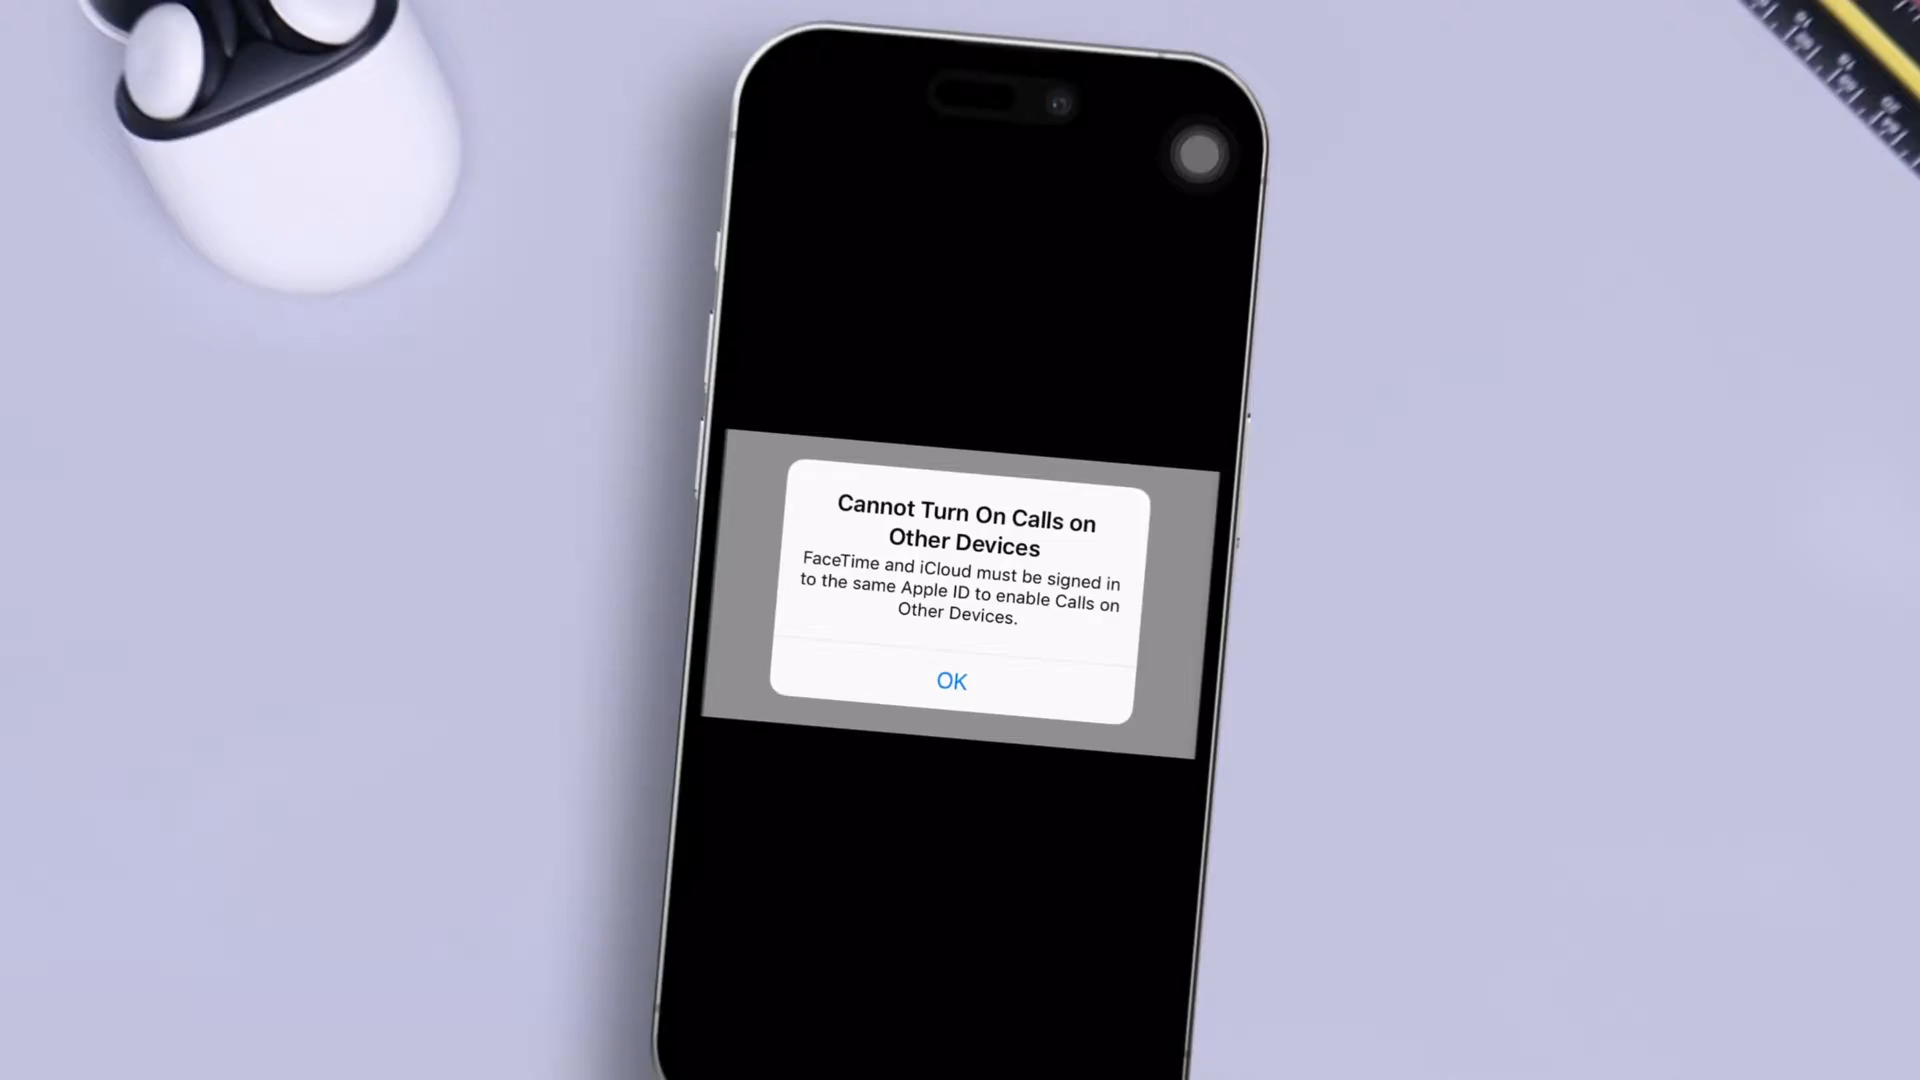 Cannot Turn On Calls on
Other Devices
FaceTime and iCloud must be signed in
to the same Apple ID to enable Calls on
Other Devices.
OK